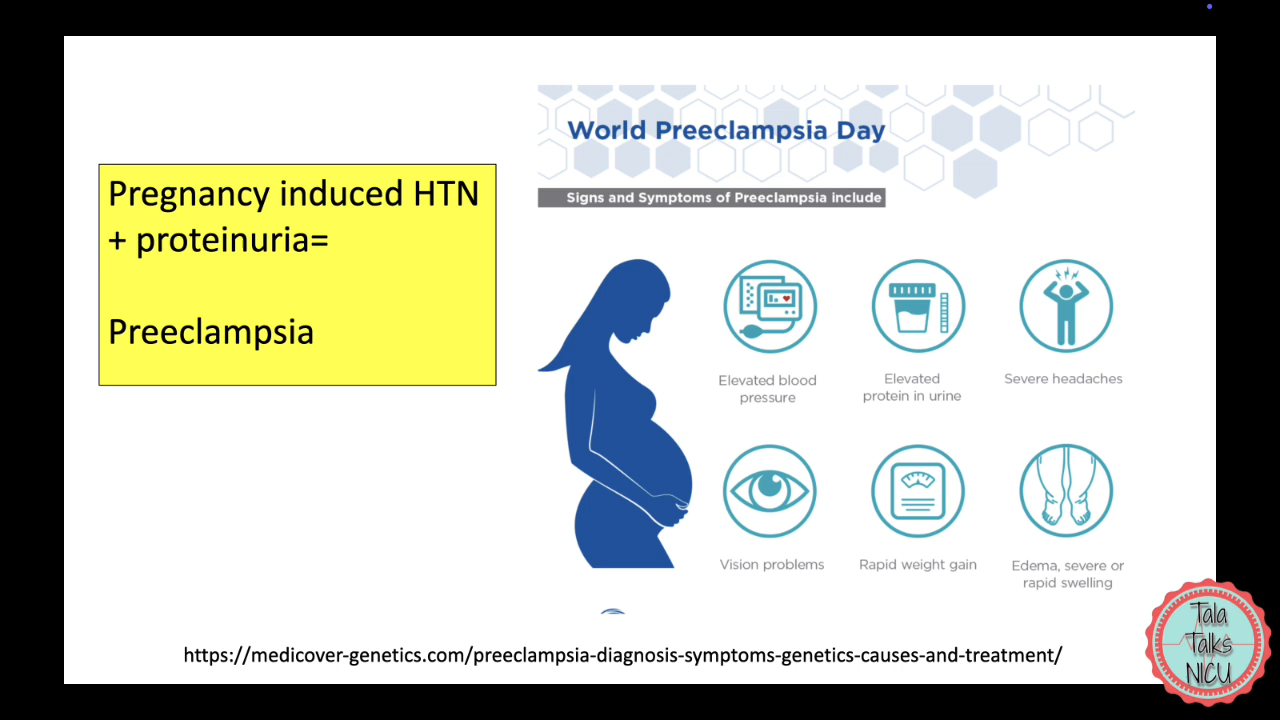 Pregnancy induced HTN
+ proteinuria=
Preeclampsia
World Preeclampsia Day
Signs and Symptoms of Preeclampsia include
Elevated blood
pressure
Elevated
protein in urine
Severe headaches
Vision problems
Rapid weight gain
Edema, severe or
rapid swelling
https://medicover-genetics.com/preeclampsia-diagnosis-symptoms-genetics-causes-and-treatment/
Tala
Talks
NICU